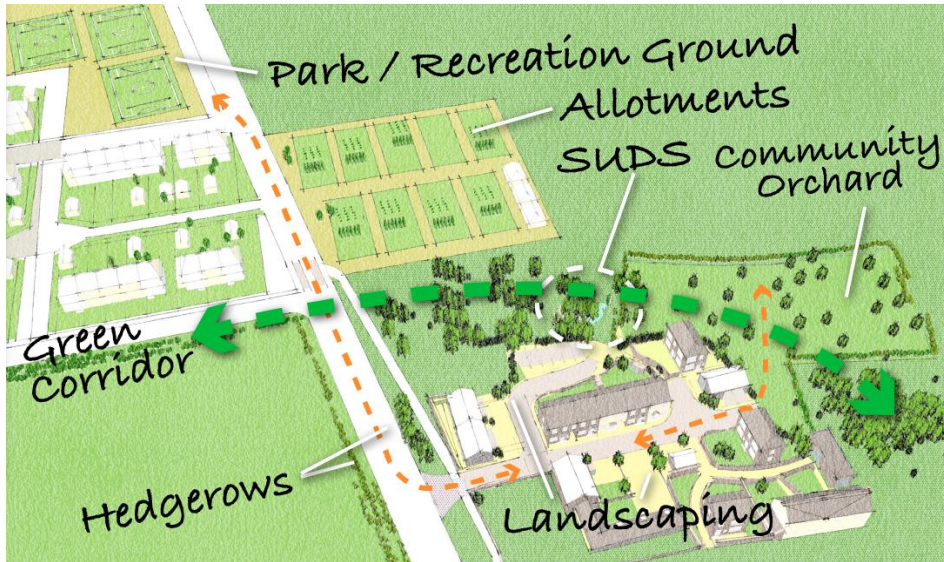 Park / Recreation Ground
Allotments
SUDS
Community
Orchard
Green
Corridor
Hedgerows
Landscaping